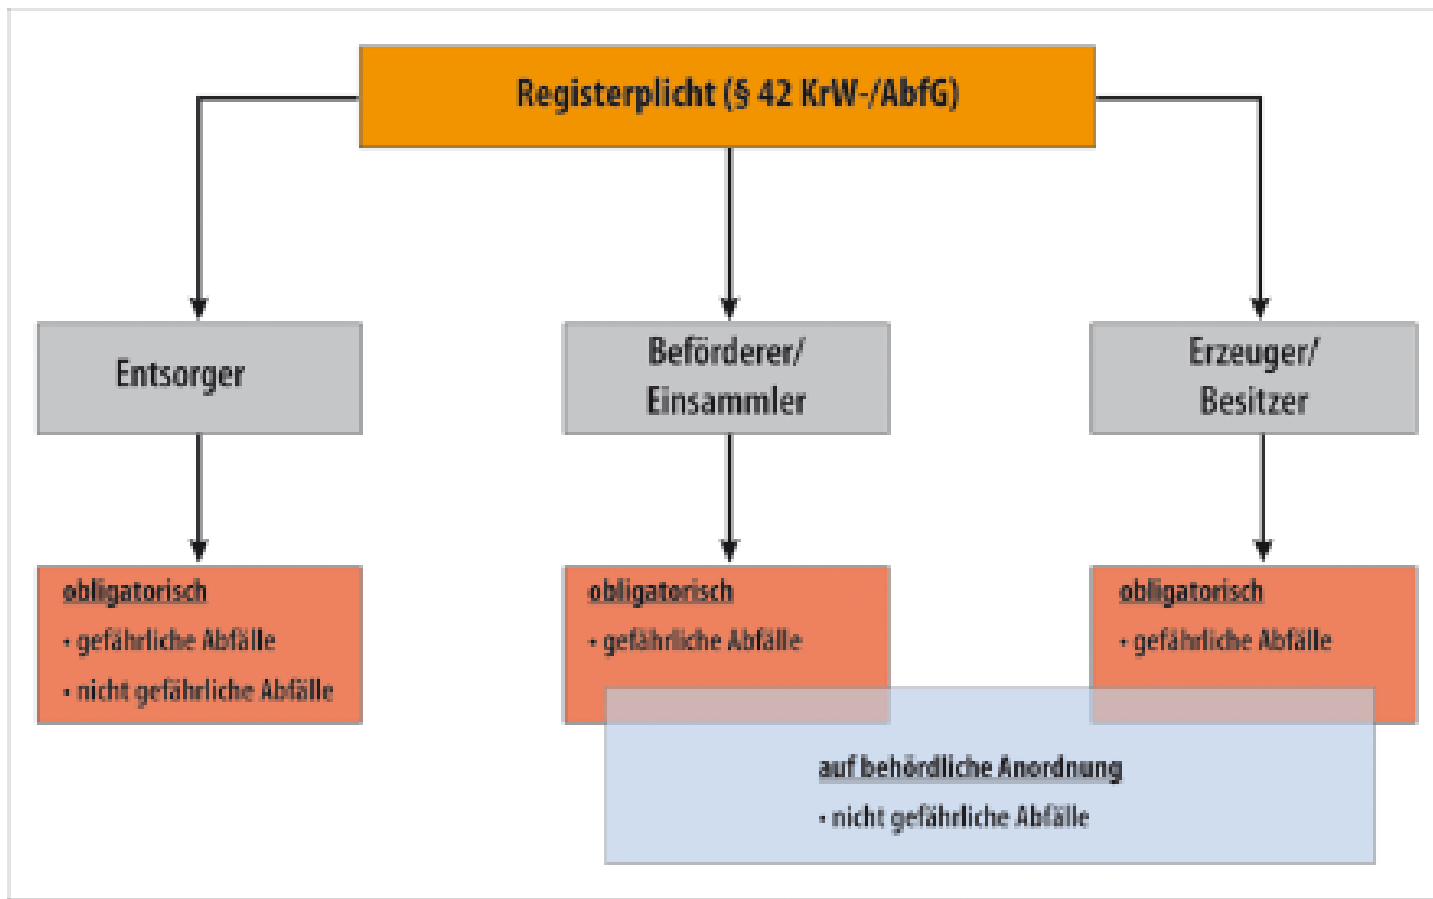 Registerplicht (§ 42 KrW-/AbfG)
Entsorger
Beförderer/
Einsammler
Erzeuger/
Besitzer
obligatorisch
• gefährliche Abfälle
• nicht gefährliche Abfälle
obligatorisch
• gefährliche Abfälle
obligatorisch
• gefährliche Abfälle
auf behördliche Anordnung
• nicht gefährliche Abfälle